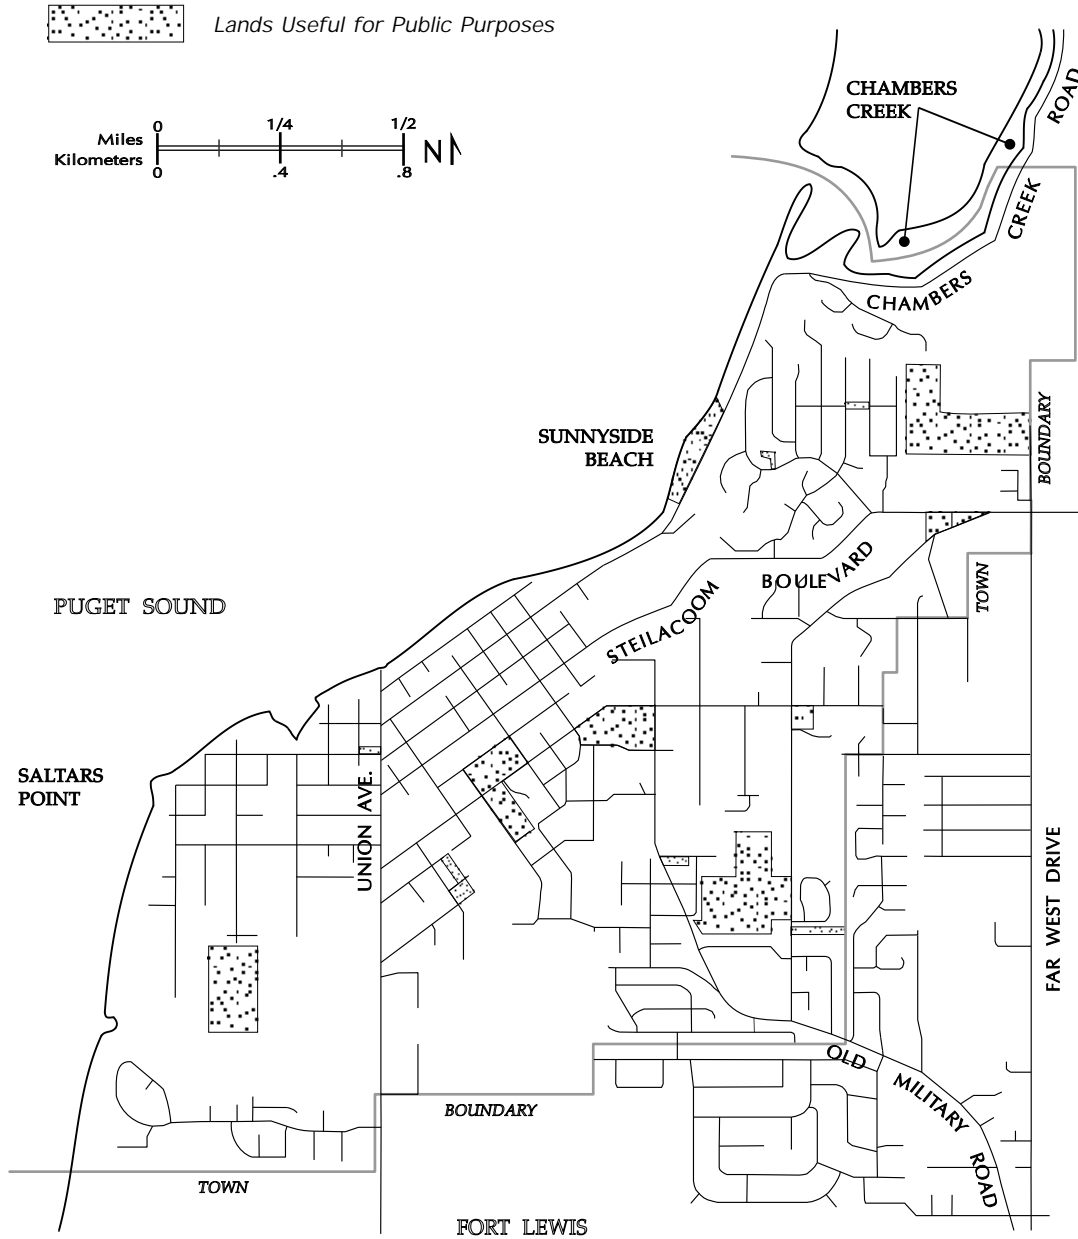 Lands Useful for Public Purposes
0 1/4 1/2
Miles
Kilometers
0 .4 .8
N
CHAMBERS
CREEK
ROAD
CREEK
CHAMBERS
SUNNYSIDE
BEACH
BOUNDARY
TOWN
PUGET SOUND
STEILACOOM
BOULEVARD
SALTARS
POINT
UNION AVE.
FAR WEST DRIVE
OLD
MILITARY
ROAD
BOUNDARY
TOWN
FORT LEWIS